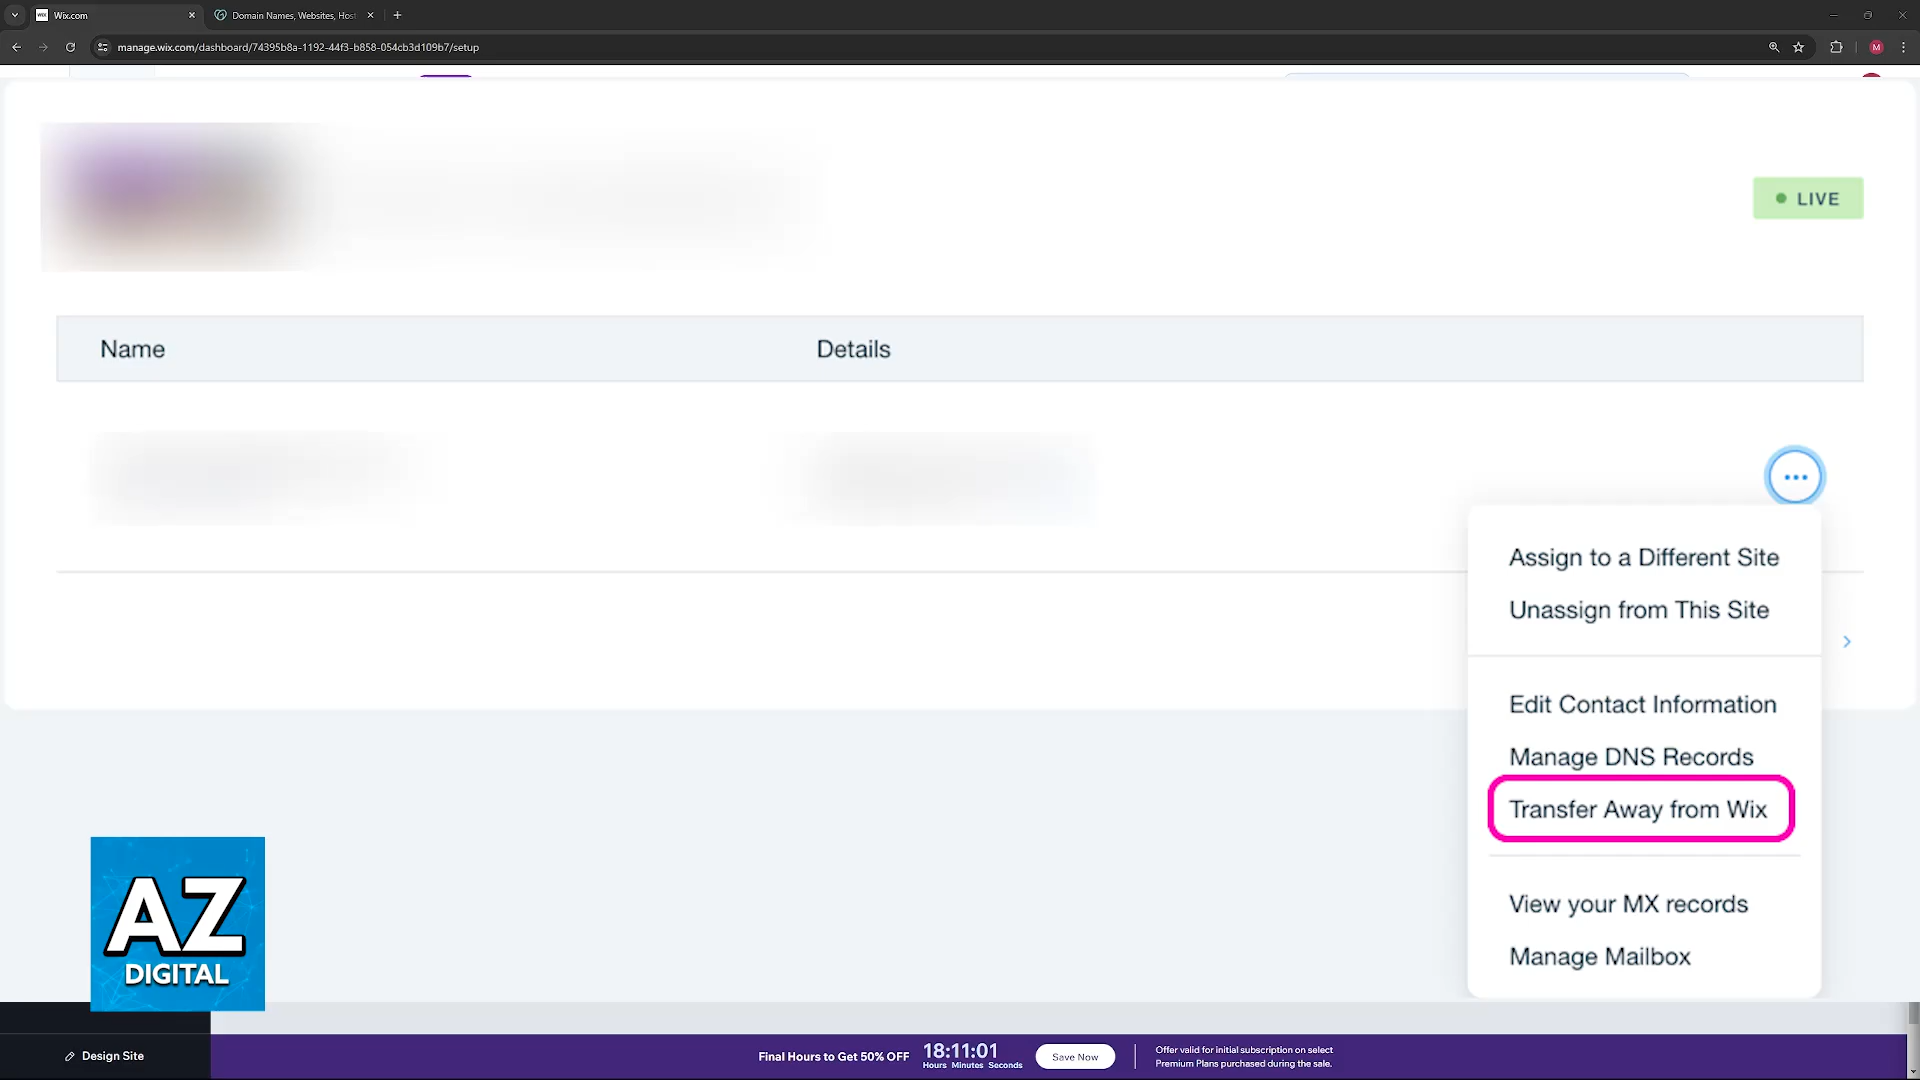 Wix.com
Domain Names, Websites, Host
manage.wix.com/dashboard/74395b8a-1192-44f3-b858-054cb3d109b7/setup
M
LIVE
Name
Details
Assign to a Different Site
Unassign from This Site
Edit Contact Information
Manage DNS Records
Transfer Away from Wix
View your MX records
Manage Mailbox
AZ
DIGITAL
Design Site
Final Hours to Get 50% OFF
18:11:01
Hours Minutes Seconds
Save Now
Offer valid for initial subscription on select
Premium Plans purchased during the sale.